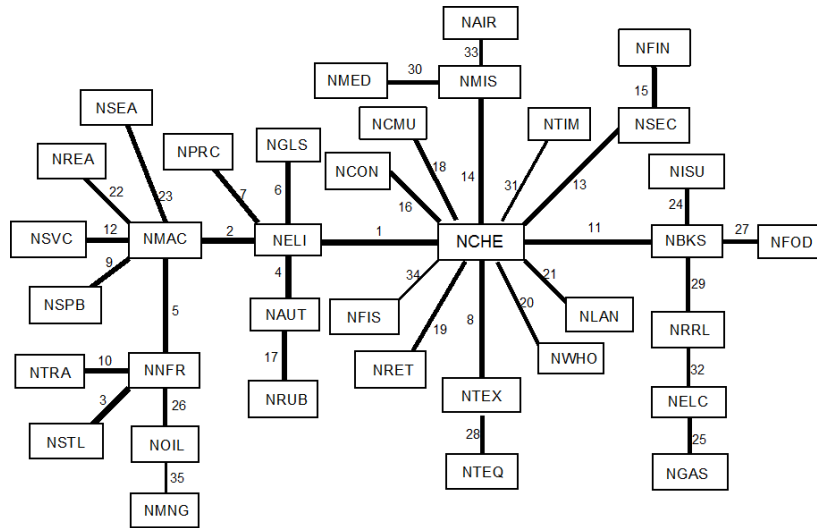 NAIR
33
NFIN
30
NMED
NMIS
15
NSEA
NCMU
NTIM
NSEC
NGLS
NPRC
18
NREA
NCON
14
31
13
NISU
7
6
22
23
16
24
12
11
27
NSVC
NMAC
2
NELI
1
NCHE
NBKS
NFOD
9
4
34
21
29
NSPB
20
5
NAUT
NFIS
8
NLAN
19
NRRL
10
17
NWHO
NTRA
NNFR
NRET
32
3
26
NRUB
NTEX
NELC
28
25
NSTL
NOIL
NTEQ
NGAS
35
NMNG